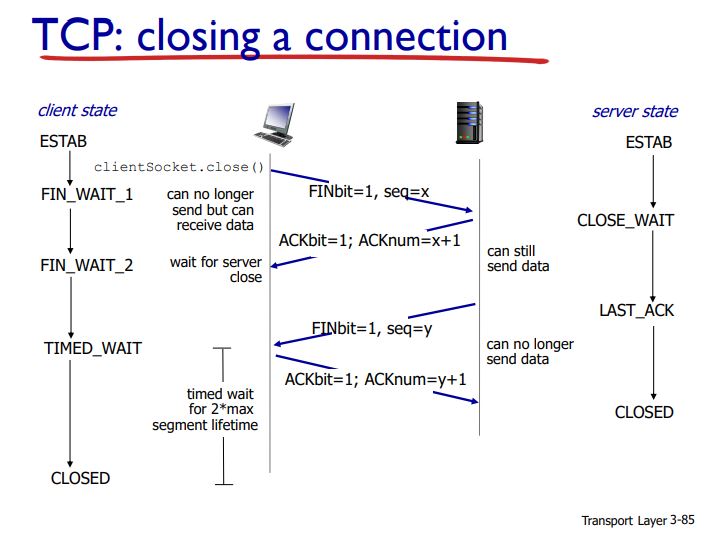 TCP: closing a connection
client state
server state
ESTAB
ESTAB
clientSocket.close()
FIN_WAIT_1
can no longer
send but can
receive data
FINbit=1, seq=x
CLOSE_WAIT
ACKbit=1; ACKnum=x+1
FIN_WAIT_2
wait for server
close
can still
send data
LAST_ACK
FINbit=1, seq=y
TIMED_WAIT
can no longer
send data
ACKbit=1; ACKnum=y+1
timed wait
for 2*max
segment lifetime
CLOSED
CLOSED
Transport Layer 3-85